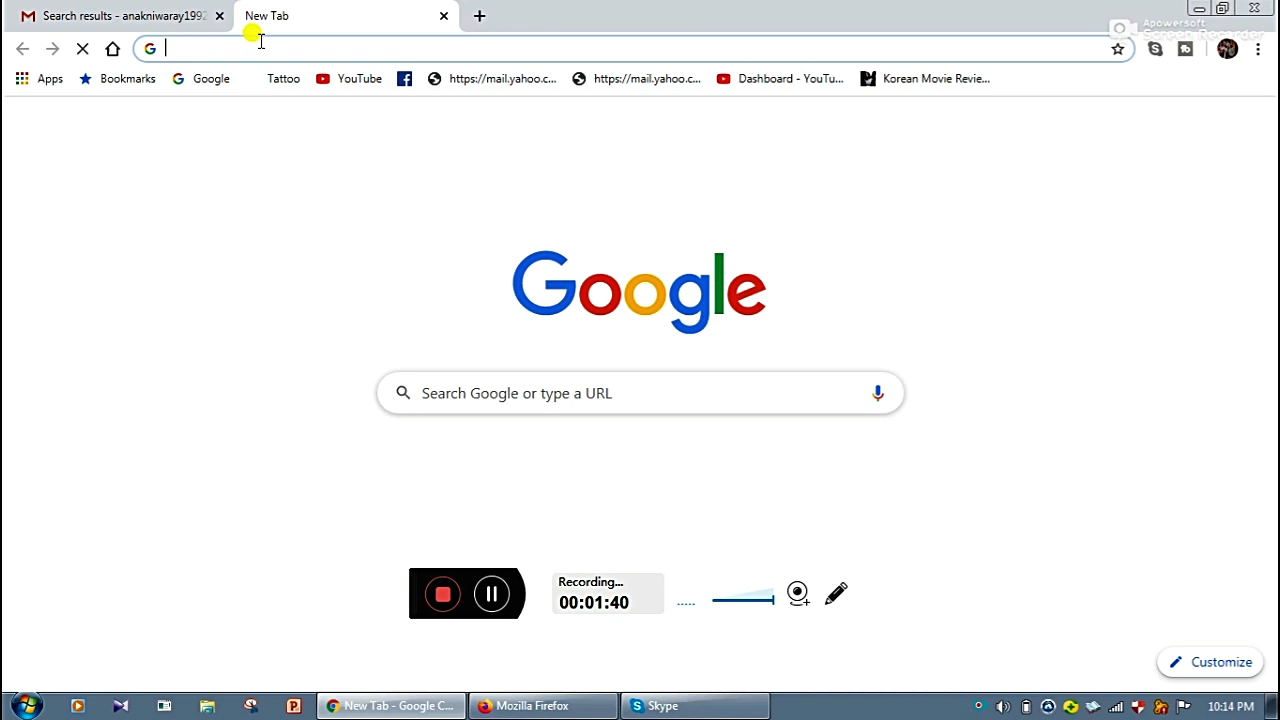 Search results - anakniwaray1992
New Tab
Apowersoft
Screen Recorder
Apps
Bookmarks
Google
Tattoo
YouTube
https://mail.yahoo.c...
https://mail.yahoo.c...
Dashboard - YouTu...
Korean Movie Revie...
Google
Search Google or type a URL
Recording...
00:01:40
Customize
New Tab - Google C...
Mozilla Firefox
Skype
10:14 PM